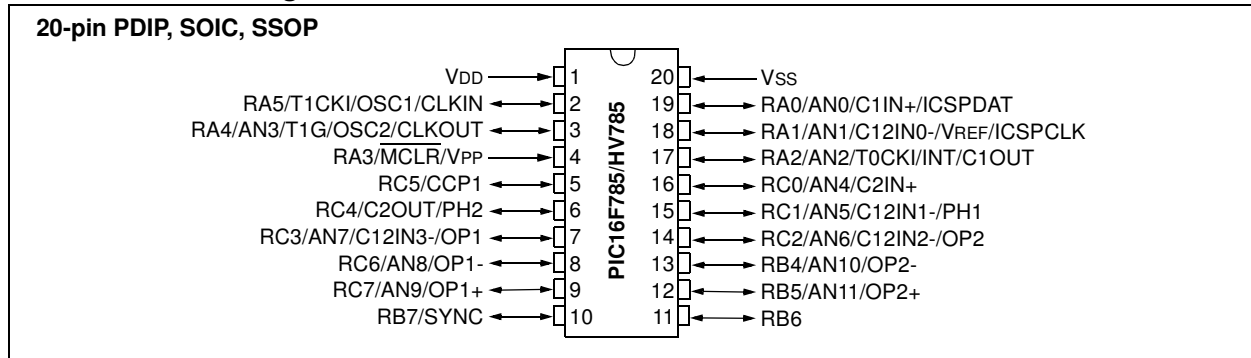 20-pin PDIP, SOIC, SSOP
VDD 1 20 VSS
RA5/T1CKI/OSC1/CLKIN 2 19 RA0/AN0/C1IN+/ICSPDAT
RA4/AN3/T1G/OSC2/CLKOUT 3 18 RA1/AN1/C12IN0-/VREF/ICSPCLK
RA3/MCLR/VPP 4 17 RA2/AN2/T0CKI/INT/C1OUT
RC5/CCP1 5 16 RC0/AN4/C2IN+
RC4/C2OUT/PH2 6 15 RC1/AN5/C12IN1-/PH1
RC3/AN7/C12IN3-/OP1 7 14 RC2/AN6/C12IN2-/OP2
RC6/AN8/OP1- 8 13 RB4/AN10/OP2-
RC7/AN9/OP1+ 9 12 RB5/AN11/OP2+
RB7/SYNC 10 11 RB6
PIC16F785/HV785